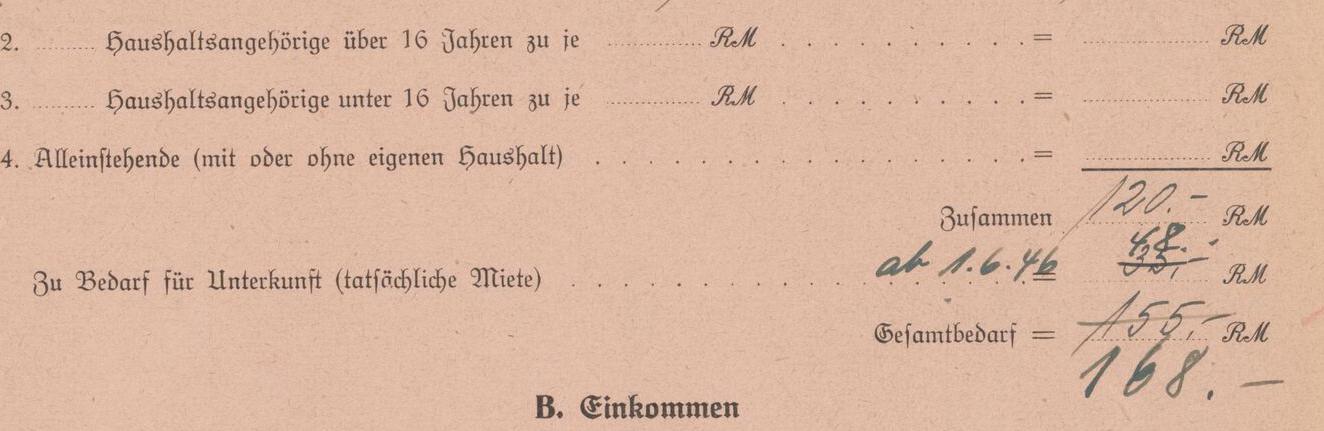 2. ........ Haushaltsangehörige über 16 Jahren zu je ............ RM . . . . . . . . . . . = ............ RM
3. ........ Haushaltsangehörige unter 16 Jahren zu je ............ RM . . . . . . . . . . . = ............ RM
4. Alleinstehende (mit oder ohne eigenen Haushalt) . . . . . . . . . . . . . . . . . = ............ RM
Zusammen 120.- RM
ab 1.6.46 48.-
Zu Bedarf für Unterkunft (tatsächliche Miete) . . . . . . . . . . . . . . . . . . = 35,- RM
Gesamtbedarf = 155,- RM
168.-
B. Einkommen